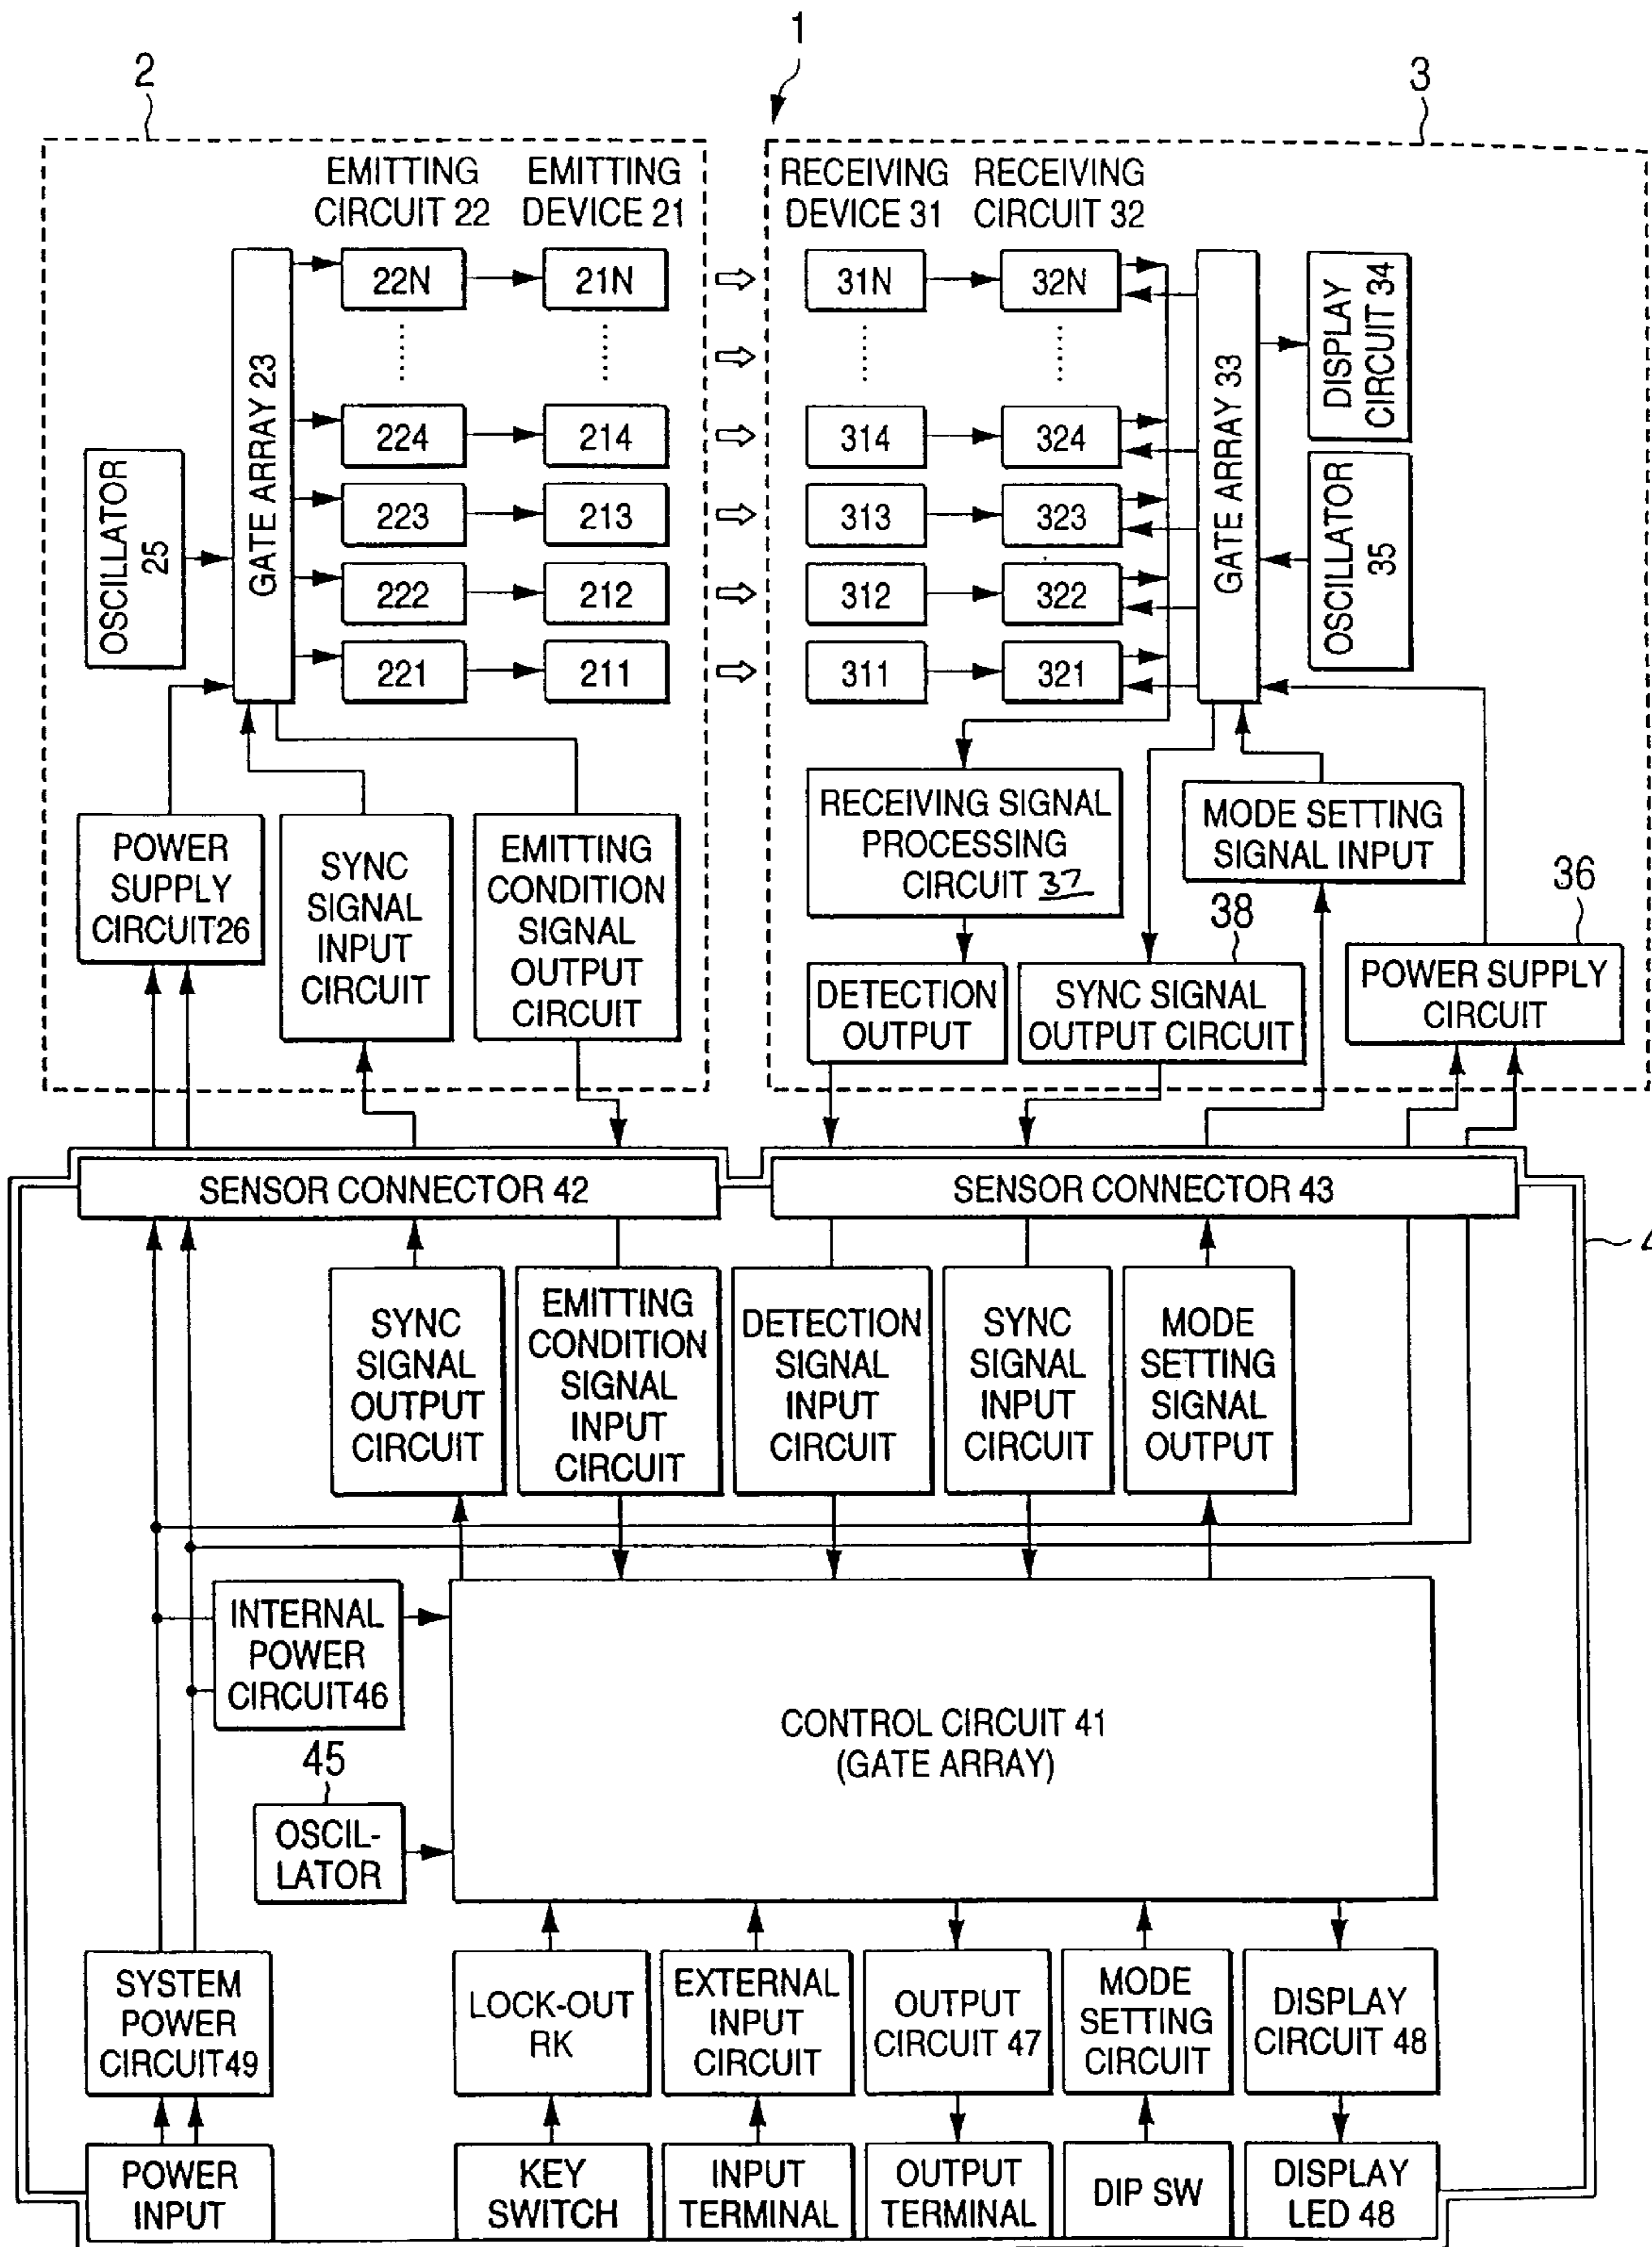 1
2
3
EMITTING
CIRCUIT 22
EMITTING
DEVICE 21
RECEIVING
DEVICE 31
RECEIVING
CIRCUIT 32
22N
21N
31N
32N
224
214
314
324
223
213
313
323
222
212
312
322
221
211
311
321
OSCILLATOR
25
GATE ARRAY 23
GATE ARRAY 33
DISPLAY
CIRCUIT 34
OSCILLATOR
35
POWER
SUPPLY
CIRCUIT26
SYNC
SIGNAL
INPUT
CIRCUIT
EMITTING
CONDITION
SIGNAL
OUTPUT
CIRCUIT
RECEIVING SIGNAL
PROCESSING
CIRCUIT 37
MODE SETTING
SIGNAL INPUT
DETECTION
OUTPUT
38
SYNC SIGNAL
OUTPUT CIRCUIT
36
POWER SUPPLY
CIRCUIT
SENSOR CONNECTOR 42
SENSOR CONNECTOR 43
4
SYNC
SIGNAL
OUTPUT
CIRCUIT
EMITTING
CONDITION
SIGNAL
INPUT
CIRCUIT
DETECTION
SIGNAL
INPUT
CIRCUIT
SYNC
SIGNAL
INPUT
CIRCUIT
MODE
SETTING
SIGNAL
OUTPUT
INTERNAL
POWER
CIRCUIT46
CONTROL CIRCUIT 41
(GATE ARRAY)
45
OSCIL-
LATOR
SYSTEM
POWER
CIRCUIT49
LOCK-OUT
RK
EXTERNAL
INPUT
CIRCUIT
OUTPUT
CIRCUIT 47
MODE
SETTING
CIRCUIT
DISPLAY
CIRCUIT 48
POWER
INPUT
KEY
SWITCH
INPUT
TERMINAL
OUTPUT
TERMINAL
DIP SW
DISPLAY
LED 48